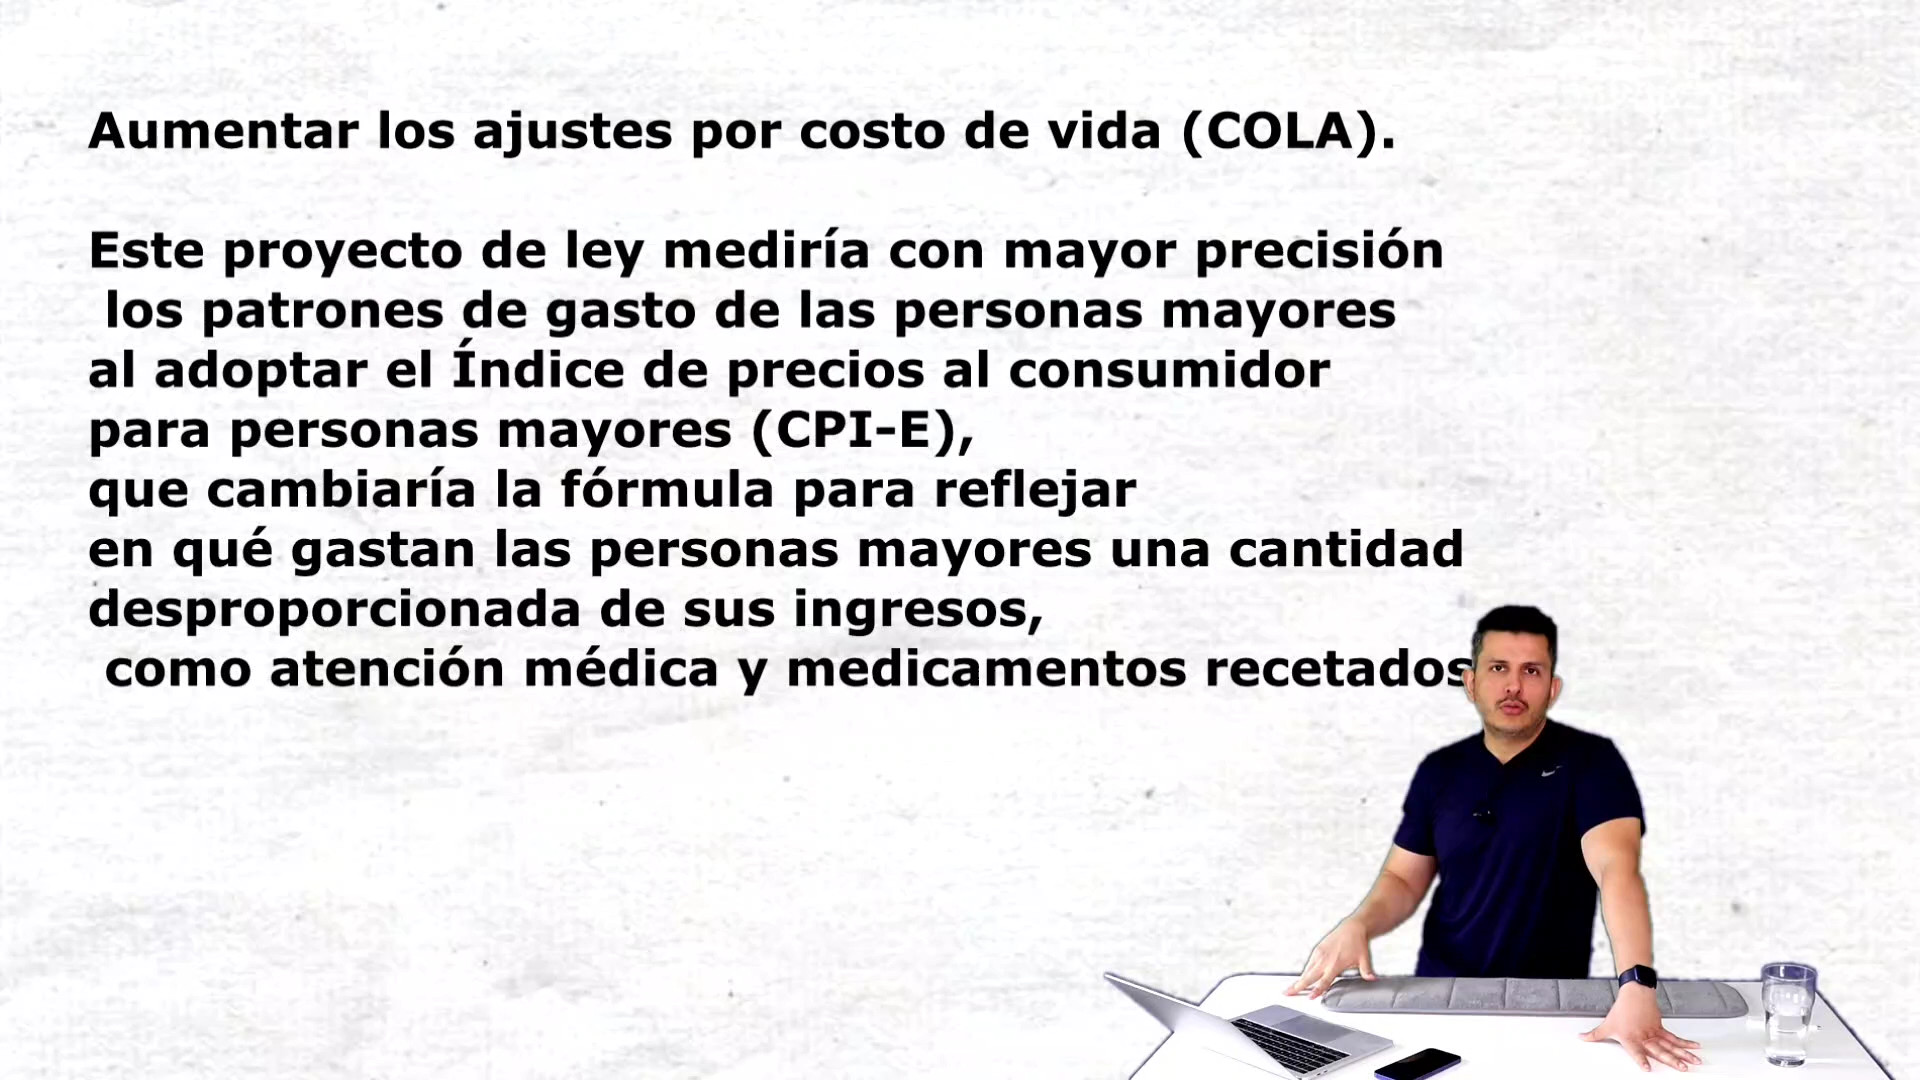 Aumentar los ajustes por costo de vida (COLA).
Este proyecto de ley mediría con mayor precisión
los patrones de gasto de las personas mayores
al adoptar el Índice de precios al consumidor
para personas mayores (CPI-E),
que cambiaría la fórmula para reflejar
en qué gastan las personas mayores una cantidad
desproporcionada de sus ingresos,
como atención médica y medicamentos recetados